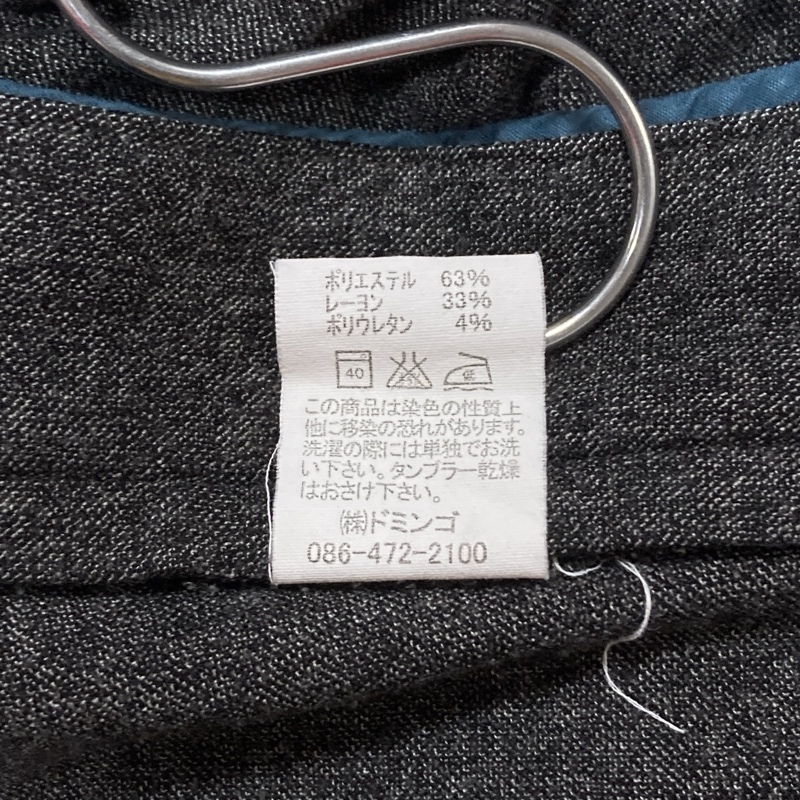 ポリエステル 63%
レーヨン 33%
ポリウレタン 4%
40 低
この商品は染色の性質上
他に移染の恐れがあります。
洗濯の際には単独でお洗
い下さい。タンブラー乾燥
はおさけ下さい。
㈱ドミンゴ
086-472-2100